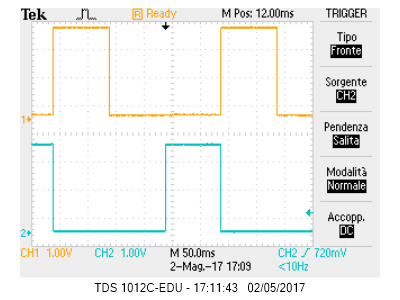 Tek R Ready M Pos: 12.00ms TRIGGER
Tipo
Fronte
Sorgente
CH2
Pendenza
Salita
Modalità
Normale
Accopp.
DC
1+
2+
CH1 1.00V CH2 1.00V M 50.0ms CH2 720mV
2-Mag.-17 17:09 <10Hz
TDS 1012C-EDU - 17:11:43 02/05/2017